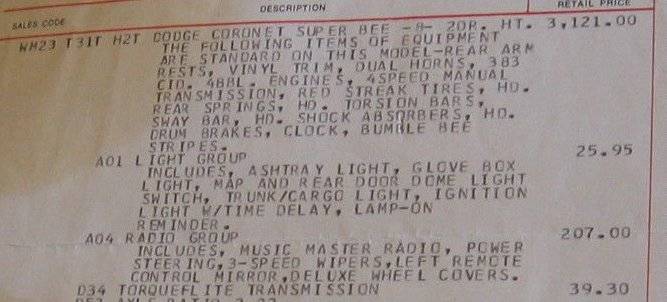 DESCRIPTION RETAIL PRICE
SALES CODE
WM23 T31T H2T DODGE CORONET SUPER BEE -8- 2DR. HT. 3,121.00
THE FOLLOWING ITEMS OF EQUIPMENT
ARE STANDARD ON THIS MODEL-REAR ARM
RESTS, VINYL TRIM, DUAL HORNS, 383
CID. 4BBL. ENGINES, 4SPEED MANUAL
TRANSMISSION, RED STREAK TIRES, HD.
REAR SPRINGS, HD. TORSION BARS,
SWAY BAR, HD. SHOCK ABSORBERS, HD.
DRUM BRAKES, CLOCK, BUMBLE BEE
STRIPES.
A01 LIGHT GROUP 25.95
INCLUDES, ASHTRAY LIGHT, GLOVE BOX
LIGHT, MAP AND REAR DOOR DOME LIGHT
SWITCH, TRUNK/CARGO LIGHT, IGNITION
LIGHT W/TIME DELAY, LAMP-ON
REMINDER.
A04 RADIO GROUP 207.00
INCLUDES, MUSIC MASTER RADIO, POWER
STEERING,3-SPEED WIPERS,LEFT REMOTE
CONTROL MIRROR,DELUXE WHEEL COVERS.
D34 TORQUEFLITE TRANSMISSION 39.30